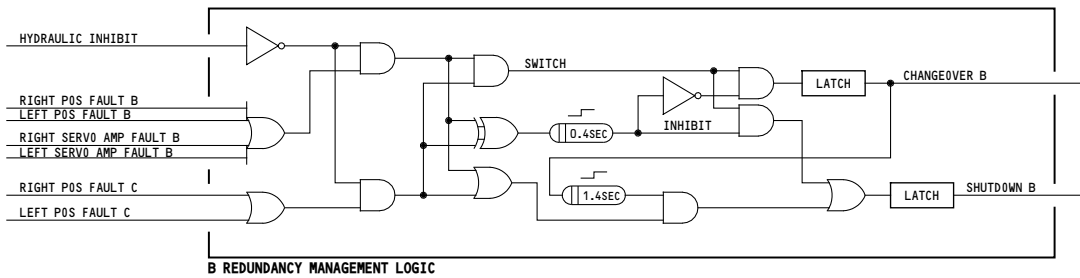 HYDRAULIC INHIBIT
RIGHT POS FAULT B
LEFT POS FAULT B
RIGHT SERVO AMP FAULT B
LEFT SERVO AMP FAULT B
RIGHT POS FAULT C
LEFT POS FAULT C
SWITCH
INHIBIT
0.4SEC
1.4SEC
LATCH
CHANGEOVER B
LATCH
SHUTDOWN B
B REDUNDANCY MANAGEMENT LOGIC